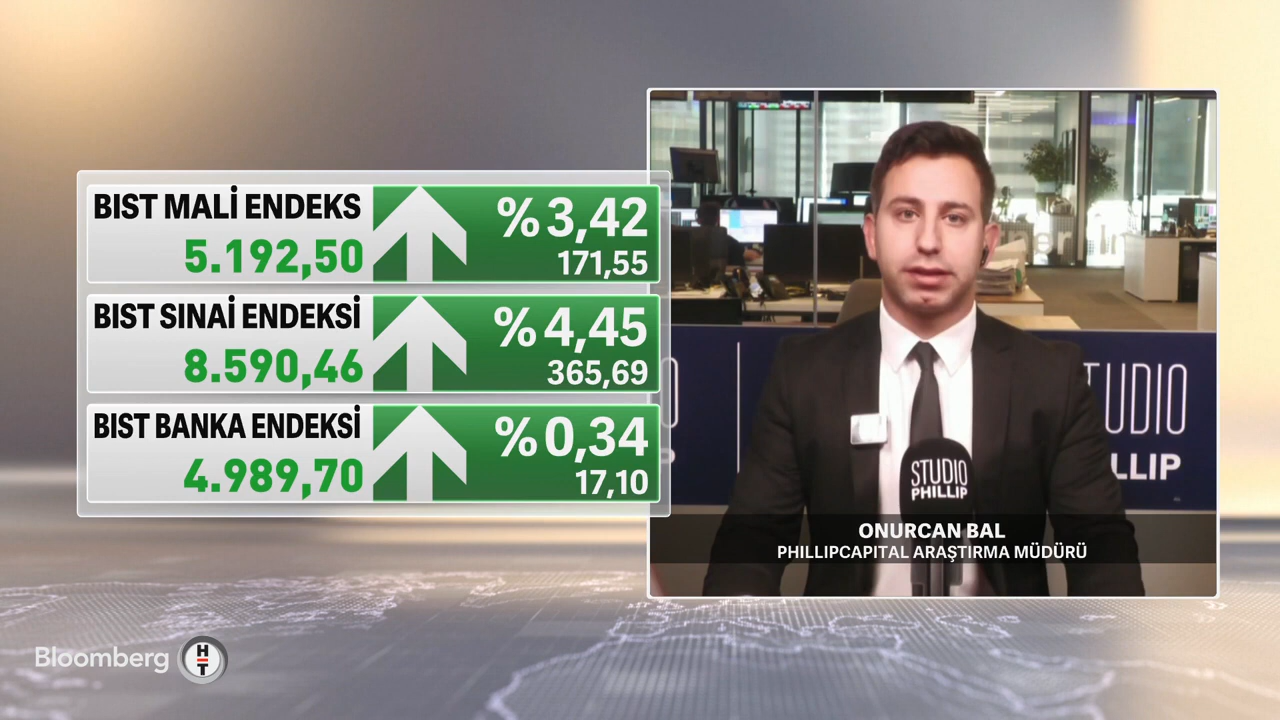 BIST MALİ ENDEKS
5.192,50
%3,42
171,55
BIST SINAİ ENDEKSİ
8.590,46
%4,45
365,69
BIST BANKA ENDEKSİ
4.989,70
%0,34
17,10
TUDIO
LLIP
STUDIO
PHILLIP
ONURCAN BAL
PHILLIPCAPITAL ARAŞTIRMA MÜDÜRÜ
Bloomberg HT